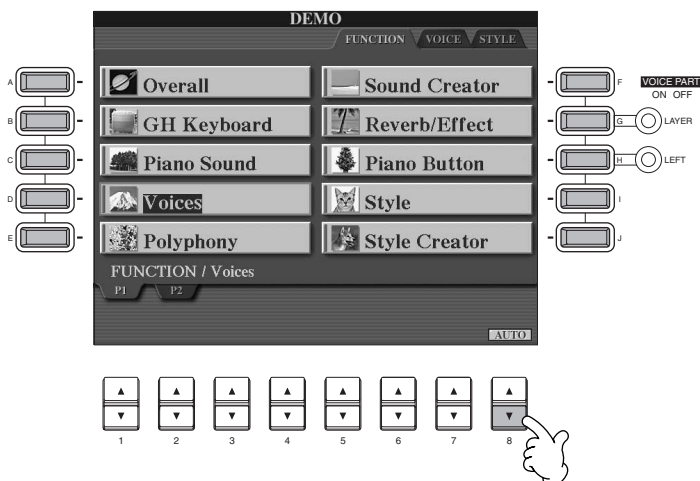 DEMO
FUNCTION VOICE STYLE
A Overall Sound Creator F VOICE PART
ON OFF
B GH Keyboard Reverb/Effect G LAYER
C Piano Sound Piano Button H LEFT
D Voices Style I
E Polyphony Style Creator J
FUNCTION / Voices
P1 P2
AUTO
1 2 3 4 5 6 7 8